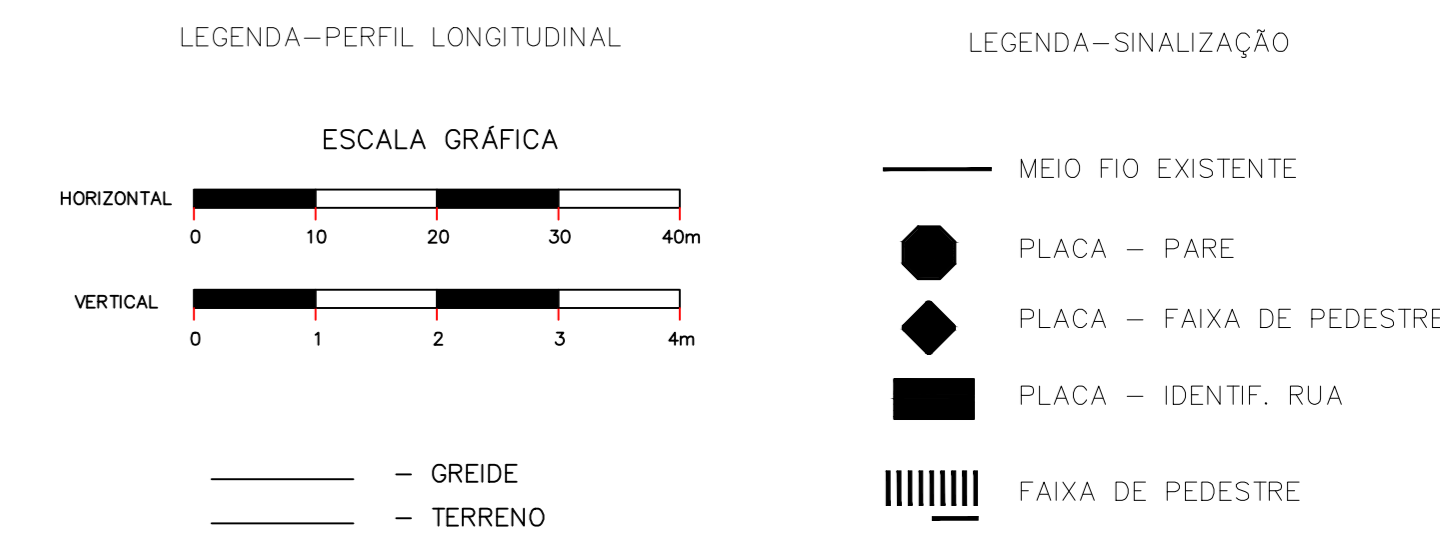 LEGENDA-PERFIL LONGITUDINAL
ESCALA GRÁFICA
HORIZONTAL
0 10 20 30 40m
VERTICAL
0 1 2 3 4m
- GREIDE
- TERRENO
LEGENDA-SINALIZAÇÃO
MEIO FIO EXISTENTE
PLACA - PARE
PLACA - FAIXA DE PEDESTRE
PLACA - IDENTIF. RUA
FAIXA DE PEDESTRE